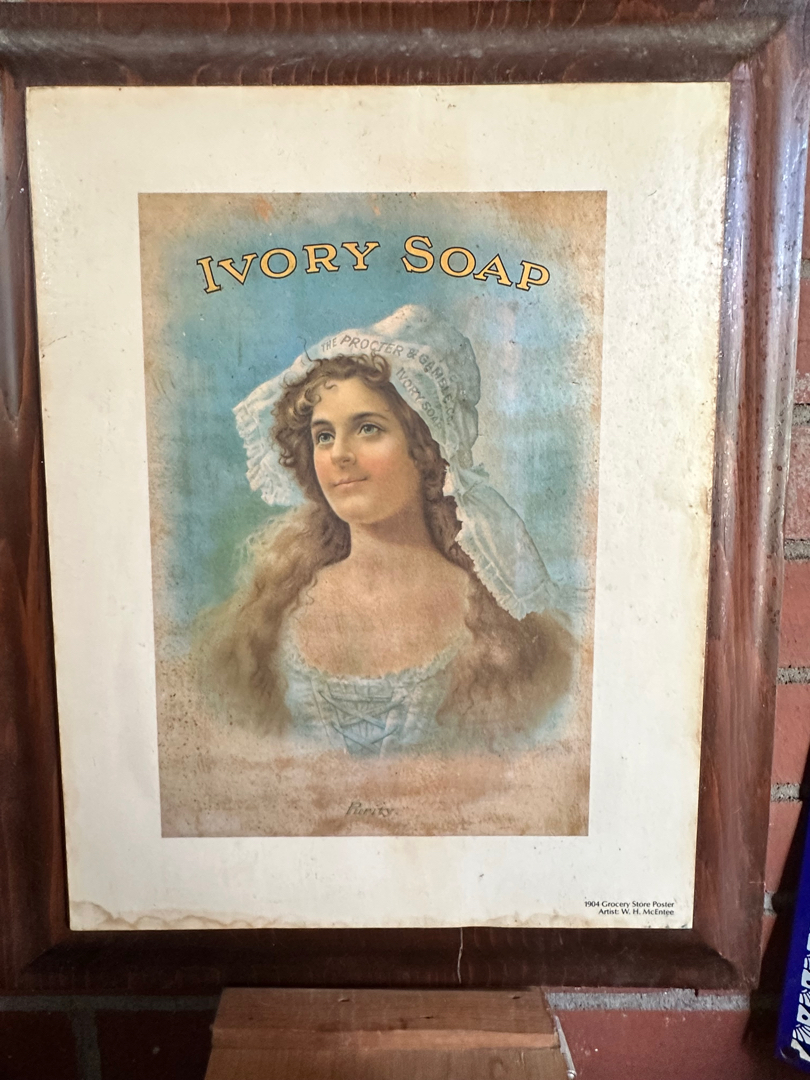 IVORY SOAP
THE PROCTER & GAMBLE CO.
IVORY SOAP
Purity.
1904 Grocery Store Poster
Artist: W. H. McEntee